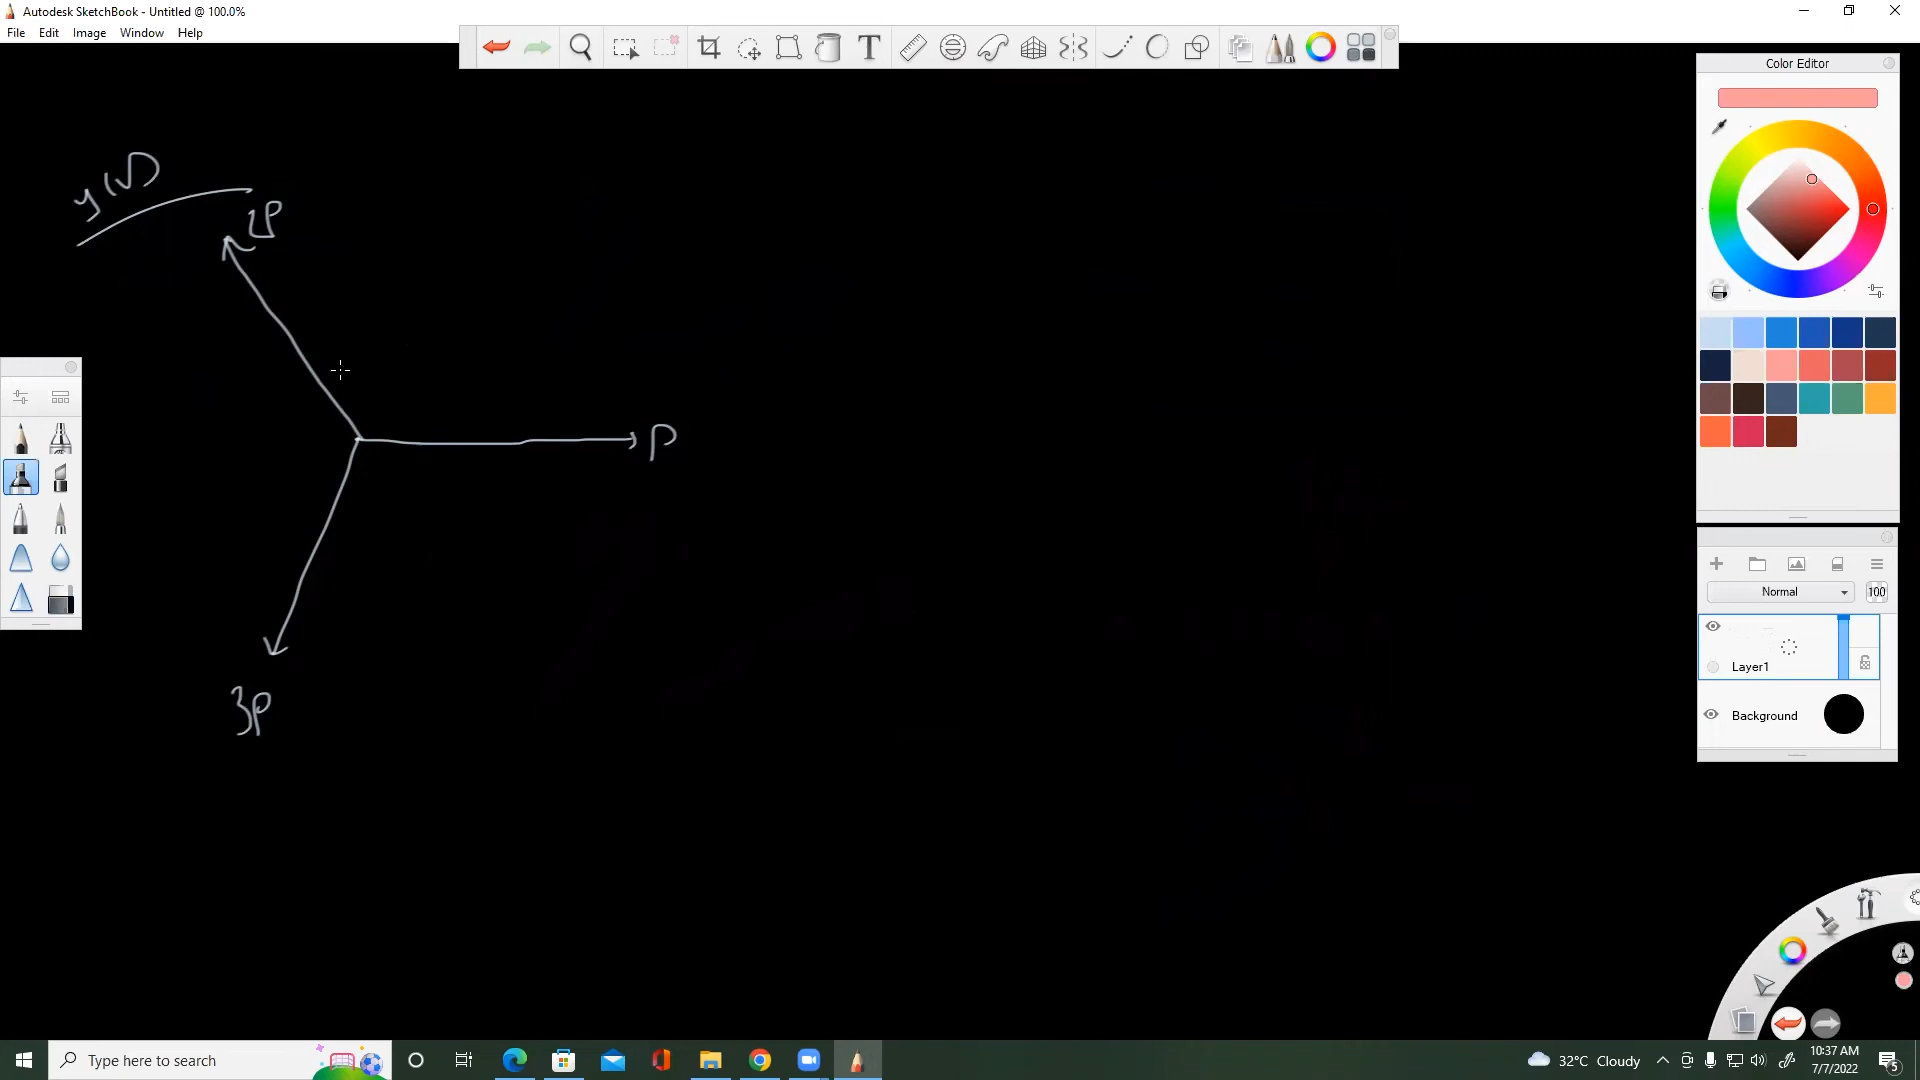 Autodesk SketchBook - Untitled @ 100.0%
File Edit Image Window Help
Color Editor
y(v)
2P
P
3P
Normal
100
Layer1
Background
Type here to search
32°C Cloudy
10:37 AM
7/7/2022
5